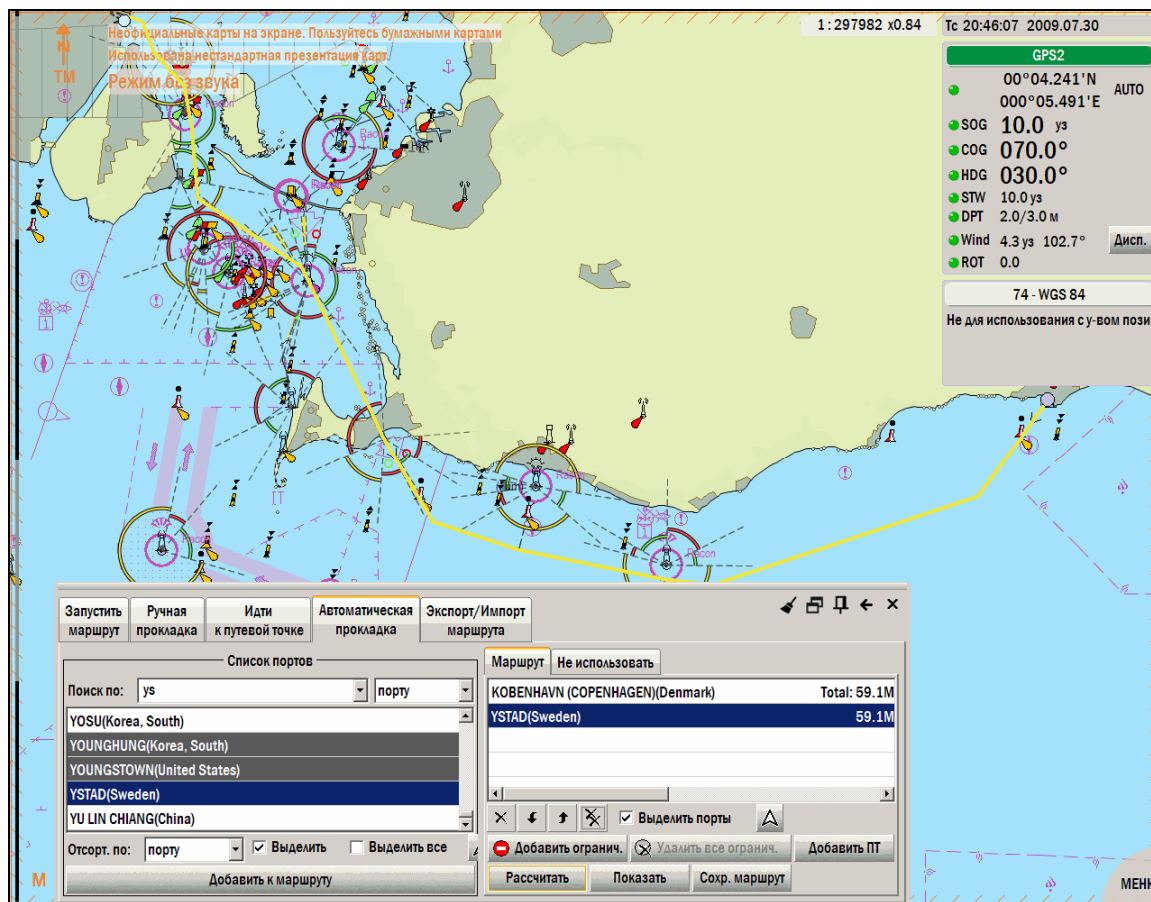 1:297982 x0.84
Тс 20:46:07 2009.07.30
Неофициальные карты на экране. Пользуйтесь бумажными картами
Использована нестандартная презентация карт.
Режим без звука
N
TM
GPS2
00°04.241'N
000°05.491'E
AUTO
SOG 10.0 уз
COG 070.0°
HDG 030.0°
STW 10.0 уз
DPT 2.0/3.0 м
Wind 4.3 уз 102.7°
Дисп.
ROT 0.0
74 - WGS 84
Не для использования с у-вом пози
Racon
Racon
Racon
Racon
Racon
Racon
Racon
Запустить маршрут
Ручная прокладка
Идти к путевой точке
Автоматическая прокладка
Экспорт/Импорт маршрута
Список портов
Поиск по: ys порту
YOSU(Korea, South)
YOUNGHUNG(Korea, South)
YOUNGSTOWN(United States)
YSTAD(Sweden)
YU LIN CHIANG(China)
Отсорт. по: порту Выделить Выделить все
Добавить к маршруту
Маршрут Не использовать
KOBENHAVN (COPENHAGEN)(Denmark) Total: 59.1M
YSTAD(Sweden) 59.1M
Выделить порты
Добавить огранич. Удалить все огранич. Добавить ПТ
Рассчитать Показать Сохр. маршрут
M
МЕНЮ